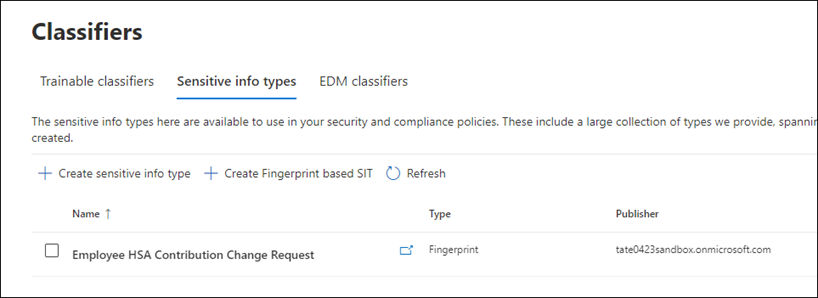 Classifiers
Trainable classifiers Sensitive info types EDM classifiers
The sensitive info types here are available to use in your security and compliance policies. These include a large collection of types we provide, spannin
created.
Create sensitive info type Create Fingerprint based SIT Refresh
Name ↑ Type Publisher
Employee HSA Contribution Change Request Fingerprint tate0423sandbox.onmicrosoft.com